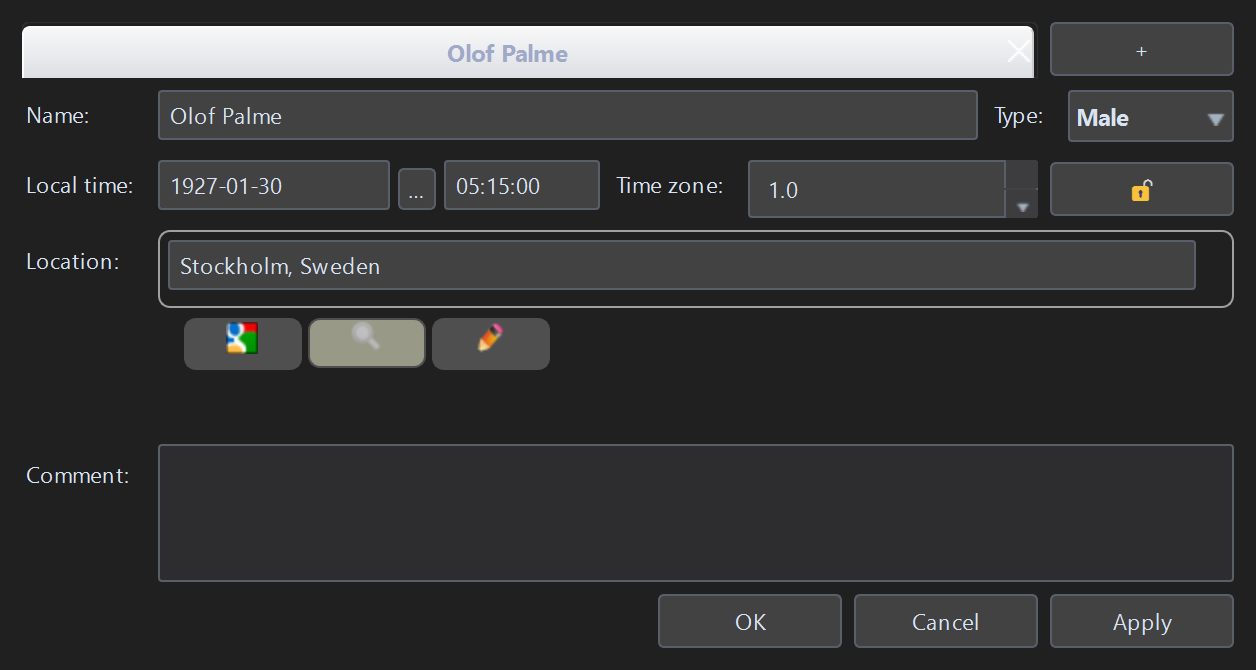 Olof Palme
+
Name: Olof Palme Type: Male
Local time: 1927-01-30 ... 05:15:00 Time zone: 1.0
Location: Stockholm, Sweden
Comment:
OK Cancel Apply